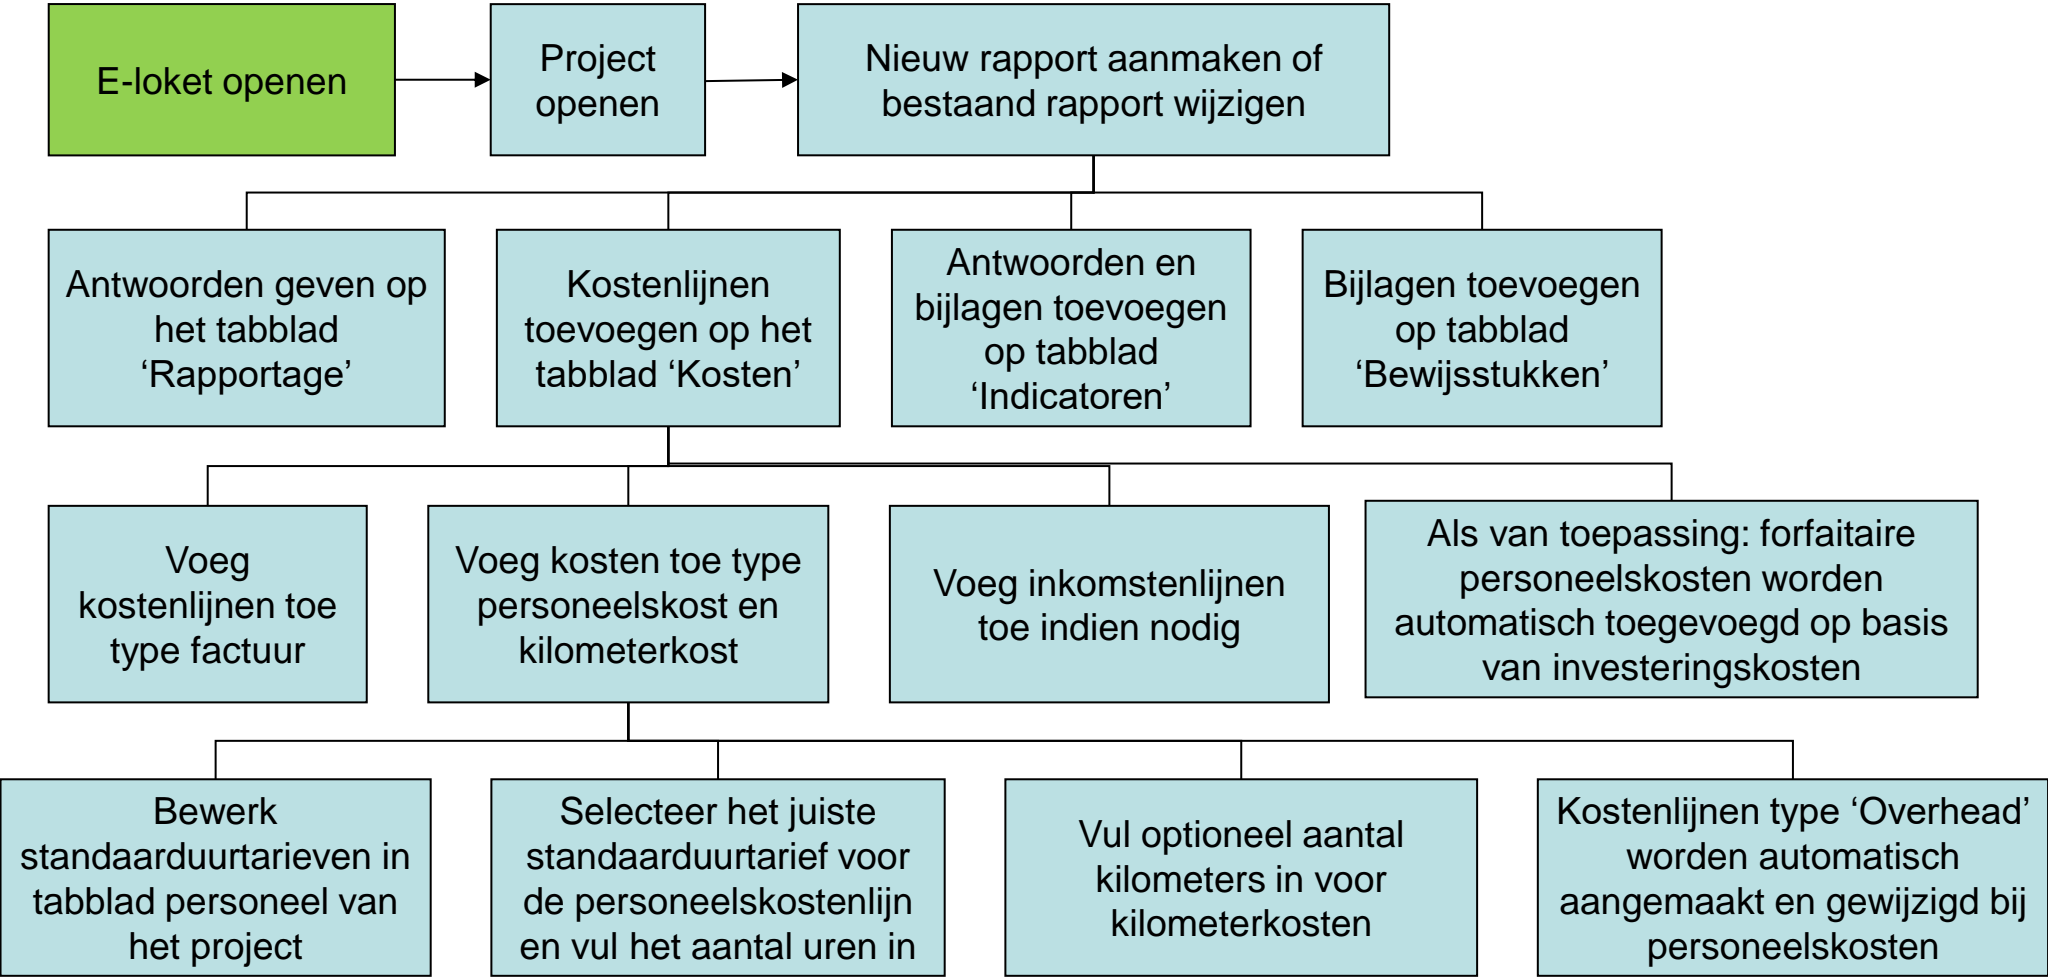 E-loket openen
Project
openen
Nieuw rapport aanmaken of
bestaand rapport wijzigen
Antwoorden geven op
het tabblad
‘Rapportage’
Kostenlijnen
toevoegen op het
tabblad ‘Kosten’
Antwoorden en
bijlagen toevoegen
op tabblad
‘Indicatoren’
Bijlagen toevoegen
op tabblad
‘Bewijsstukken’
Voeg
kostenlijnen toe
type factuur
Voeg kosten toe type
personeelskost en
kilometerkost
Voeg inkomstenlijnen
toe indien nodig
Als van toepassing: forfaitaire
personeelskosten worden
automatisch toegevoegd op basis
van investeringskosten
Bewerk
standaarduurtarieven in
tabblad personeel van
het project
Selecteer het juiste
standaarduurtarief voor
de personeelskostenlijn
en vul het aantal uren in
Vul optioneel aantal
kilometers in voor
kilometerkosten
Kostenlijnen type ‘Overhead’
worden automatisch
aangemaakt en gewijzigd bij
personeelskosten